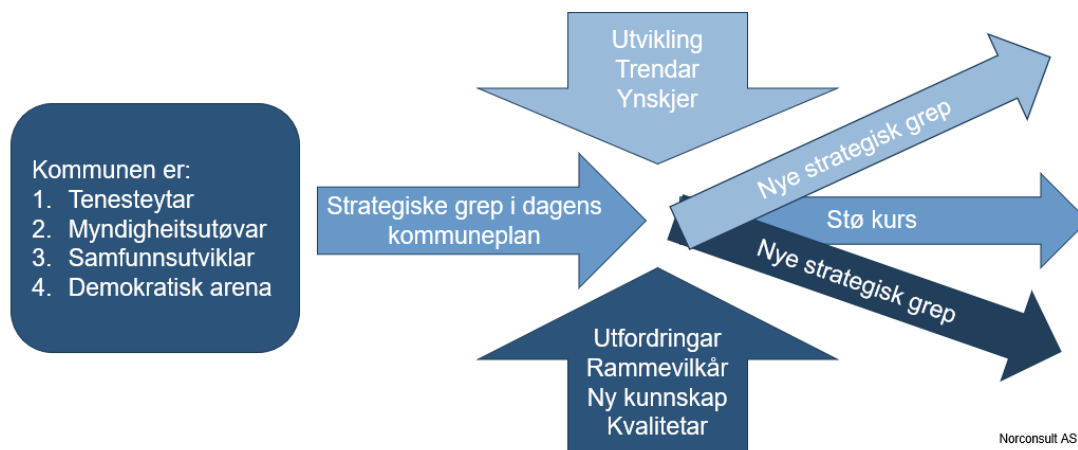 Kommunen er:
1. Tenesteytar
2. Myndigheitsutøvar
3. Samfunnsutviklar
4. Demokratisk arena
Strategiske grep i dagens
kommuneplan
Utvikling
Trendar
Ynskjer
Utfordringar
Rammevilkår
Ny kunnskap
Kvalitetar
Nye strategisk grep
Stø kurs
Nye strategisk grep
Norconsult AS